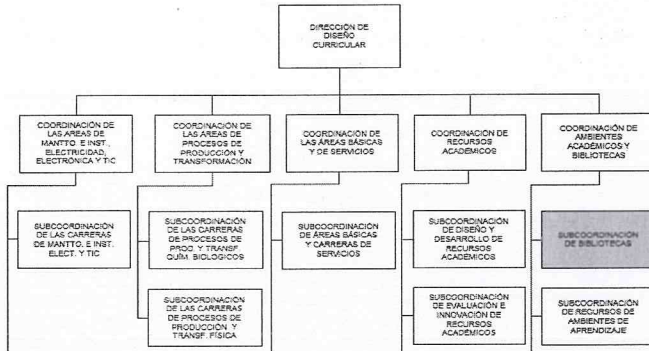 DIRECCIÓN DE
DISEÑO
CURRICULAR
COORDINACIÓN DE
LAS AREAS DE
MANTTO. E INST.,
ELECTRICIDAD,
ELECTRÓNICA Y TIC
COORDINACIÓN DE
LAS AREAS DE
PROCESOS DE
PRODUCCIÓN Y
TRANSFORMACIÓN
COORDINACIÓN DE
LAS ÁREAS BÁSICAS
Y DE SERVICIOS
COORDINACIÓN DE
RECURSOS
ACADÉMICOS
COORDINACIÓN DE
AMBIENTES
ACADÉMICOS Y
BIBLIOTECAS
SUBCOORDINACIÓN
DE LAS CARRERAS
DE MANTTO. E INST.
ELECT. Y TIC
SUBCOORDINACIÓN
DE LAS CARRERAS
DE PROCESOS DE
PROD. Y TRANSF.
QUÍM. BIOLOGICOS
SUBCOORDINACIÓN
DE ÁREAS BÁSICAS
Y CARRERAS DE
SERVICIOS
SUBCOORDINACIÓN
DE DISEÑO Y
DESARROLLO DE
RECURSOS
ACADÉMICOS
SUBCOORDINACIÓN
DE BIBLIOTECAS
SUBCOORDINACIÓN
DE LAS CARRERAS
DE PROCESOS DE
PRODUCCIÓN Y
TRANSF. FÍSICA
SUBCOORDINACIÓN
DE EVALUACIÓN E
INNOVACIÓN DE
RECURSOS
ACADÉMICOS
SUBCOORDINACIÓN
DE RECURSOS DE
AMBIENTES DE
APRENDIZAJE